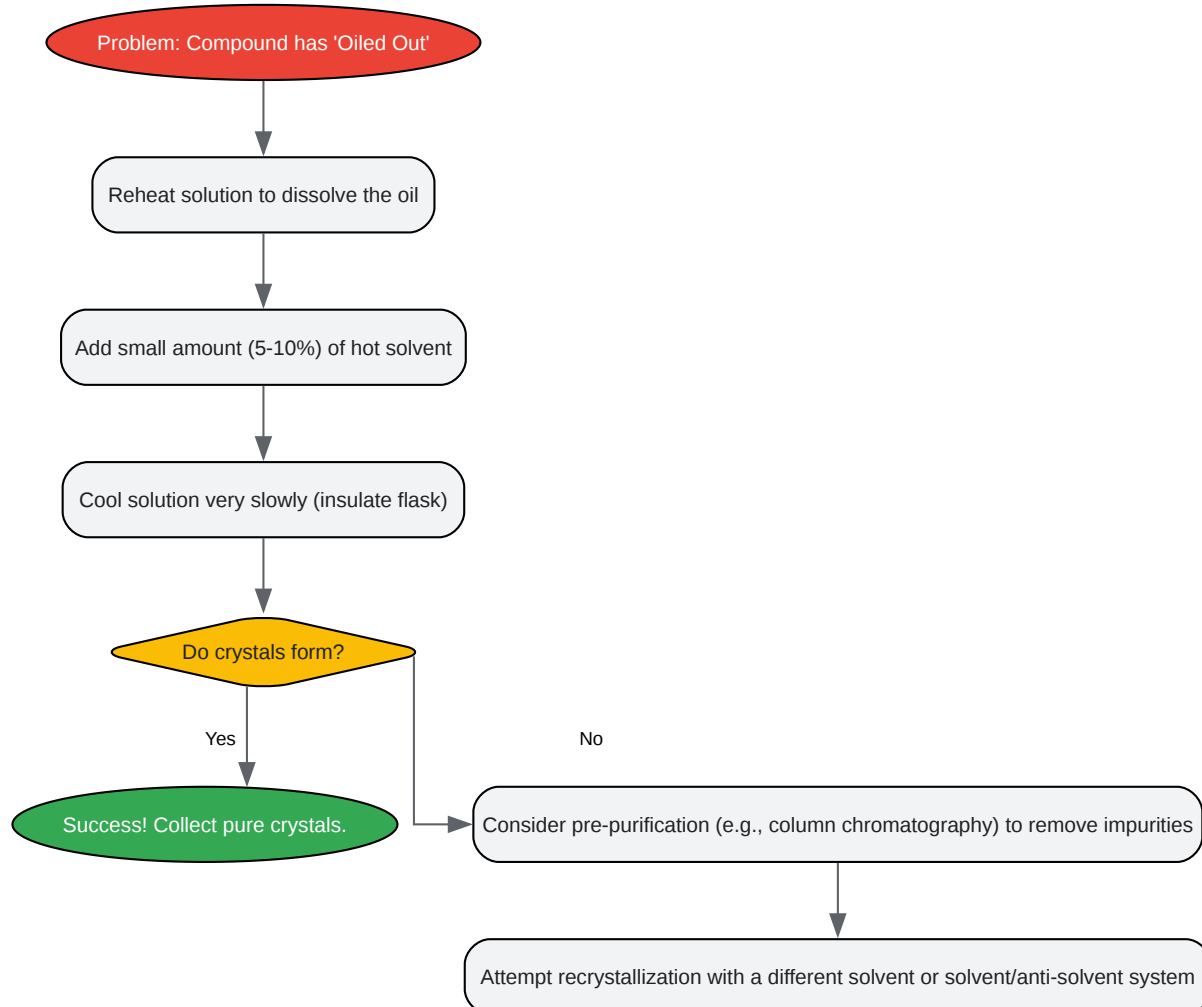 Problem: Compound has 'Oiled Out'
Reheat solution to dissolve the oil
Add small amount (5-10%) of hot solvent
Cool solution very slowly (insulate flask)
Do crystals form?
Yes
No
Success! Collect pure crystals.
Consider pre-purification (e.g., column chromatography) to remove impurities
Attempt recrystallization with a different solvent or solvent/anti-solvent system